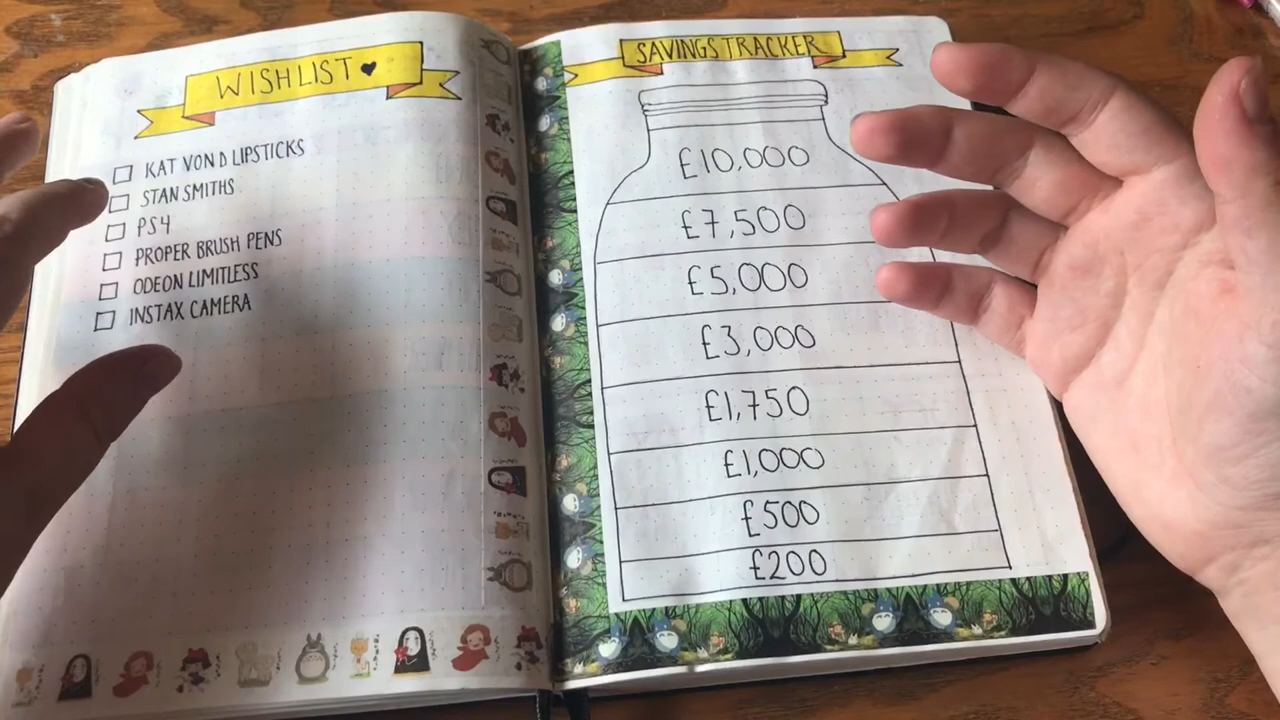 WISHLIST
KAT VON D LIPSTICKS
STAN SMITHS
PS4
PROPER BRUSH PENS
ODEON LIMITLESS
INSTAX CAMERA
SAVINGS TRACKER
£10,000
£7,500
£5,000
£3,000
£1,750
£1,000
£500
£200